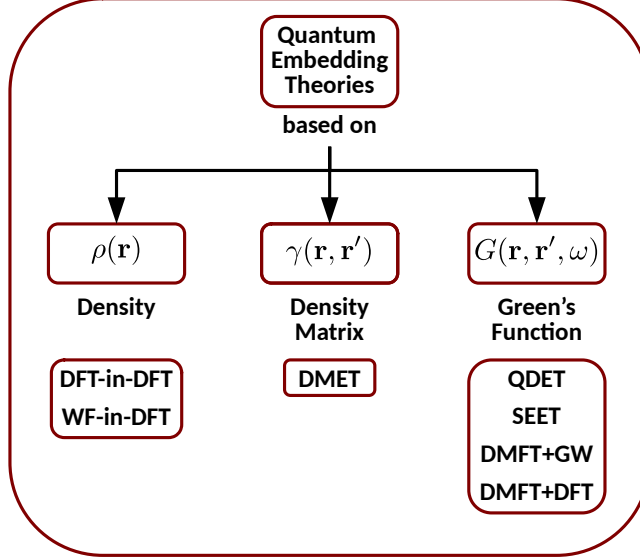 Quantum
Embedding
Theories
based on
ρ(r)
γ(r, r′)
G(r, r′, ω)
Density
Density
Matrix
Green's
Function
DFT-in-DFT
WF-in-DFT
DMET
QDET
SEET
DMFT+GW
DMFT+DFT